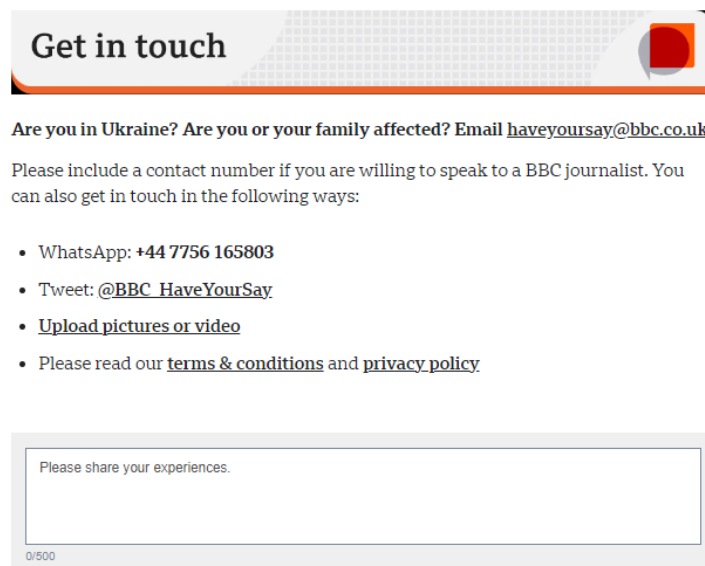 Get in touch
Are you in Ukraine? Are you or your family affected? Email haveyoursay@bbc.co.uk
Please include a contact number if you are willing to speak to a BBC journalist. You
can also get in touch in the following ways:
• WhatsApp: +44 7756 165803
• Tweet: @BBC_HaveYourSay
• Upload pictures or video
• Please read our terms & conditions and privacy policy
Please share your experiences.
0/500